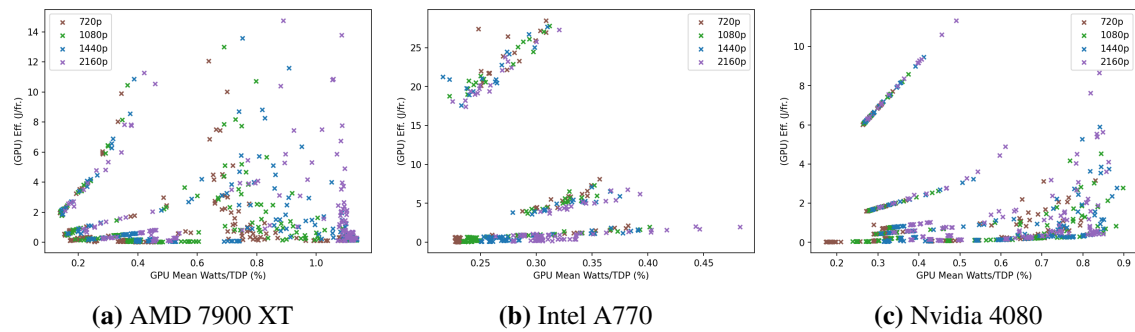 720p
1080p
1440p
2160p
14
12
10
8
6
4
2
0
(GPU) Eff. (J/fr.)
0.2
0.4
0.6
0.8
1.0
GPU Mean Watts/TDP (%)
(a) AMD 7900 XT
720p
1080p
1440p
2160p
25
20
15
10
5
0
(GPU) Eff. (J/fr.)
0.25
0.30
0.35
0.40
0.45
GPU Mean Watts/TDP (%)
(b) Intel A770
720p
1080p
1440p
2160p
10
8
6
4
2
0
(GPU) Eff. (J/fr.)
0.2
0.3
0.4
0.5
0.6
0.7
0.8
0.9
GPU Mean Watts/TDP (%)
(c) Nvidia 4080